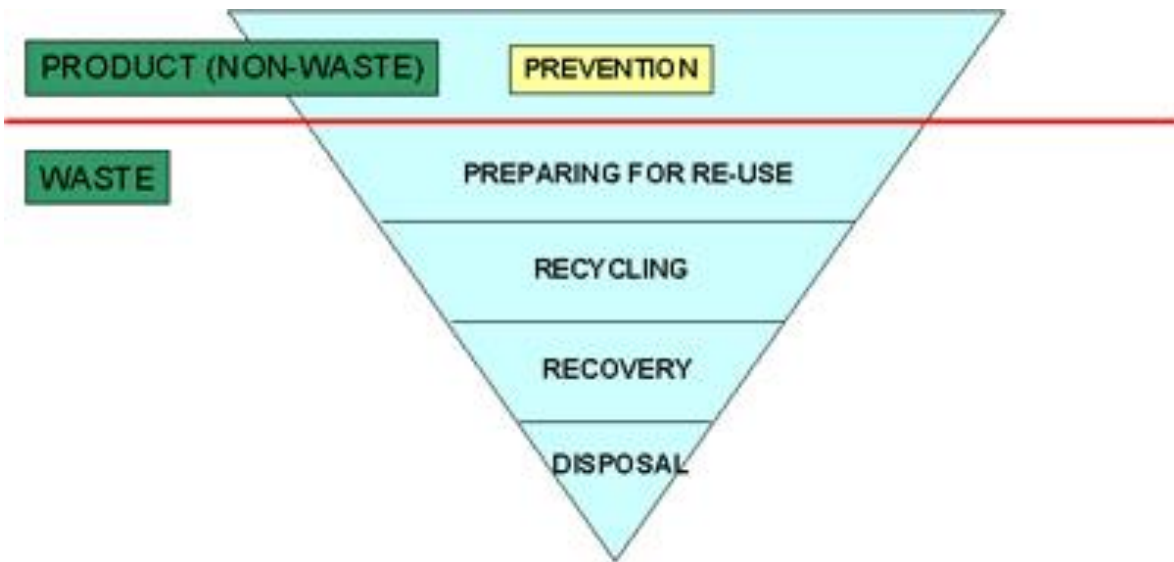 PRODUCT (NON-WASTE)
PREVENTION
WASTE
PREPARING FOR RE-USE
RECYCLING
RECOVERY
DISPOSAL